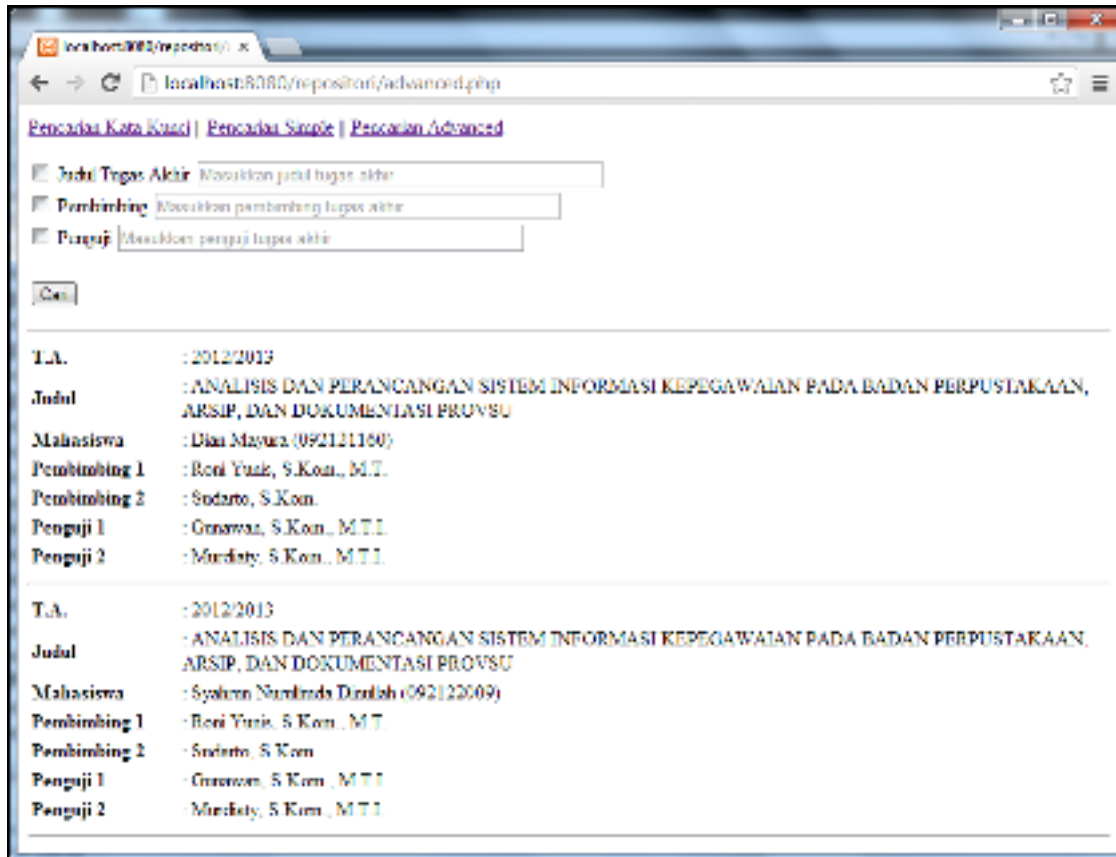 localhost:8080/repositori/
localhost:8080/repositori/advanced.php
Pencarian Kata Kunci | Pencarian Simple | Pencarian Advanced
Judul Tugas Akhir Masukkan judul tugas akhir
Pembimbing Masukkan pembimbing tugas akhir
Penguji Masukkan penguji tugas akhir
Cari
T.A. : 2012/2013
Judul : ANALISIS DAN PERANCANGAN SISTEM INFORMASI KEPEGAWAIAN PADA BADAN PERPUSTAKAAN,
ARSIP, DAN DOKUMENTASI PROVSU
Mahasiswa : Dian Mayura (092121160)
Pembimbing 1 : Roni Yunis, S.Kom., M.T.
Pembimbing 2 : Sudarto, S.Kom.
Penguji 1 : Gunawan, S.Kom., M.T.I.
Penguji 2 : Murdiaty, S.Kom., M.T.I.
T.A. : 2012/2013
Judul : ANALISIS DAN PERANCANGAN SISTEM INFORMASI KEPEGAWAIAN PADA BADAN PERPUSTAKAAN,
ARSIP, DAN DOKUMENTASI PROVSU
Mahasiswa : (092122009)
Pembimbing 1 : Roni Yunis, S.Kom., M.T.
Pembimbing 2 : Sudarto, S.Kom.
Penguji 1 : Gunawan, S.Kom., M.T.I.
Penguji 2 : Murdiaty, S.Kom., M.T.I.